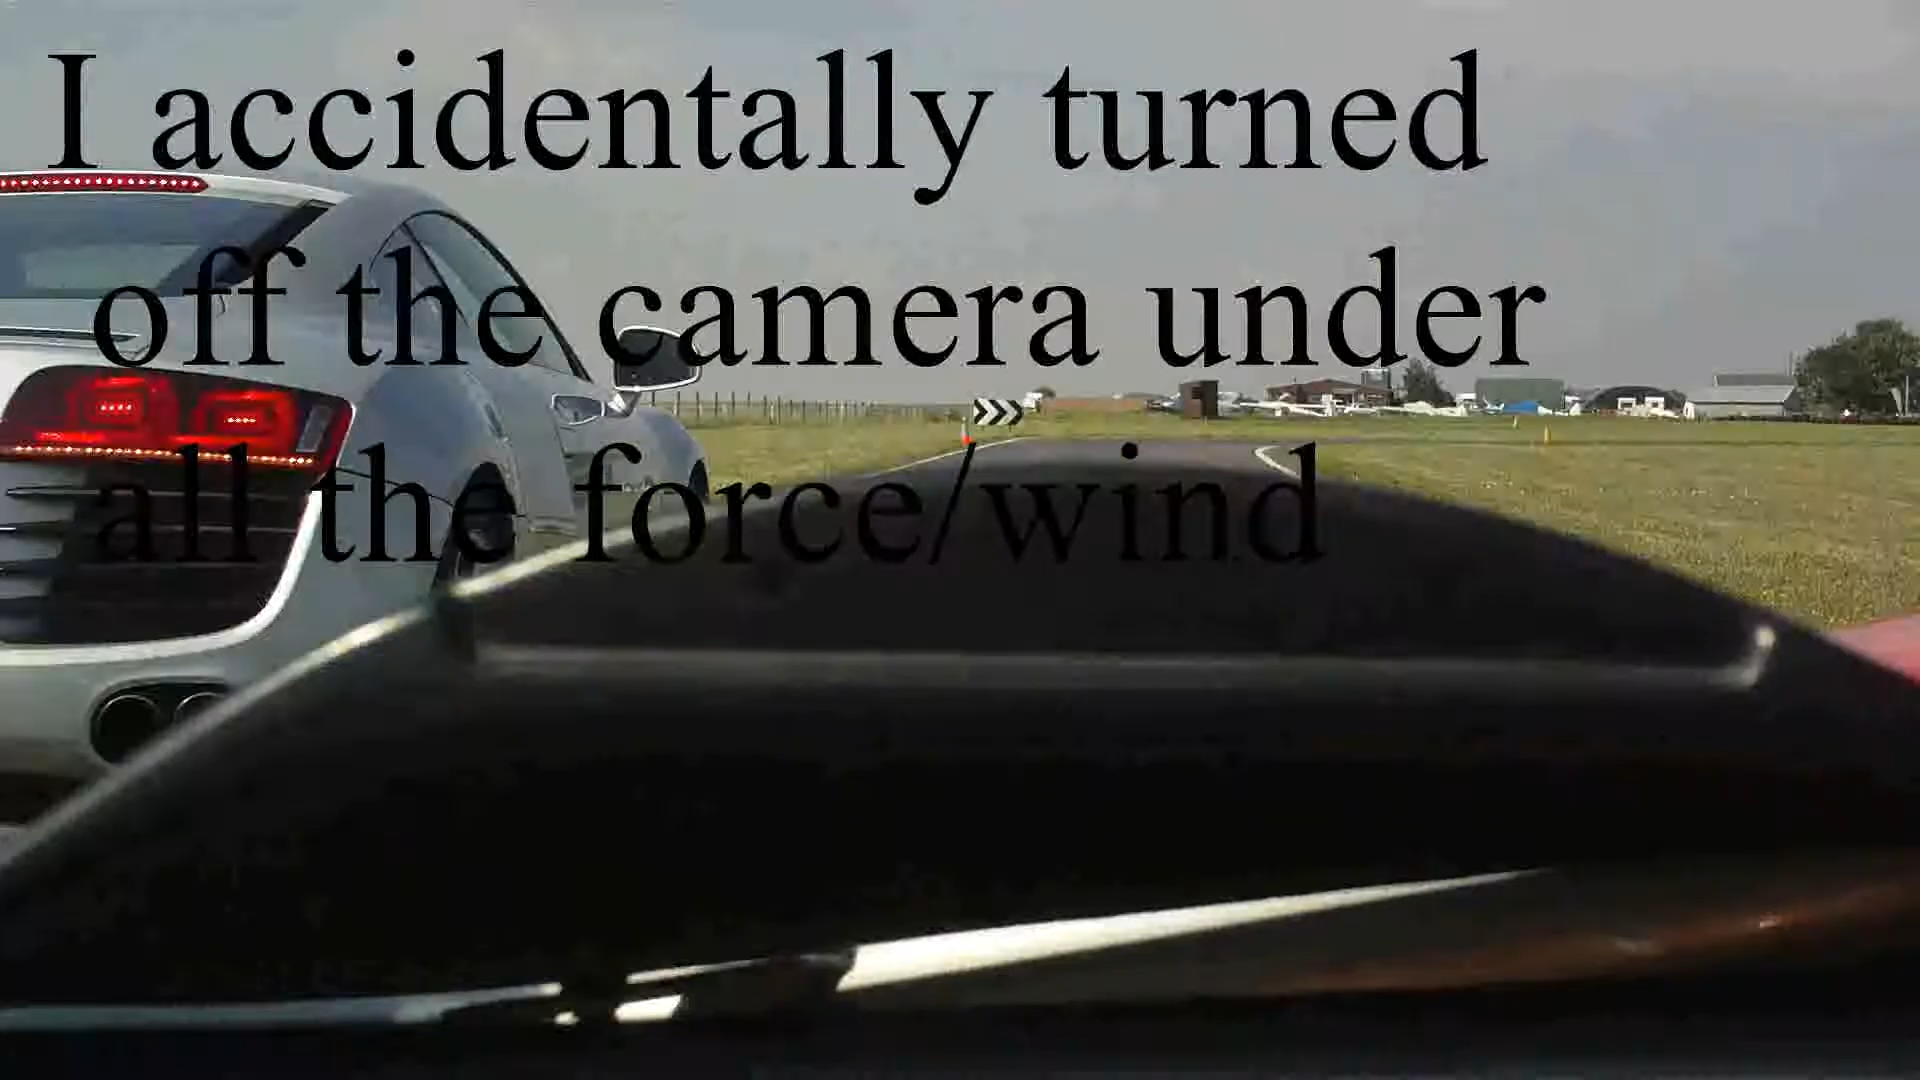 I accidentally turned
off the camera under
all the force/wind